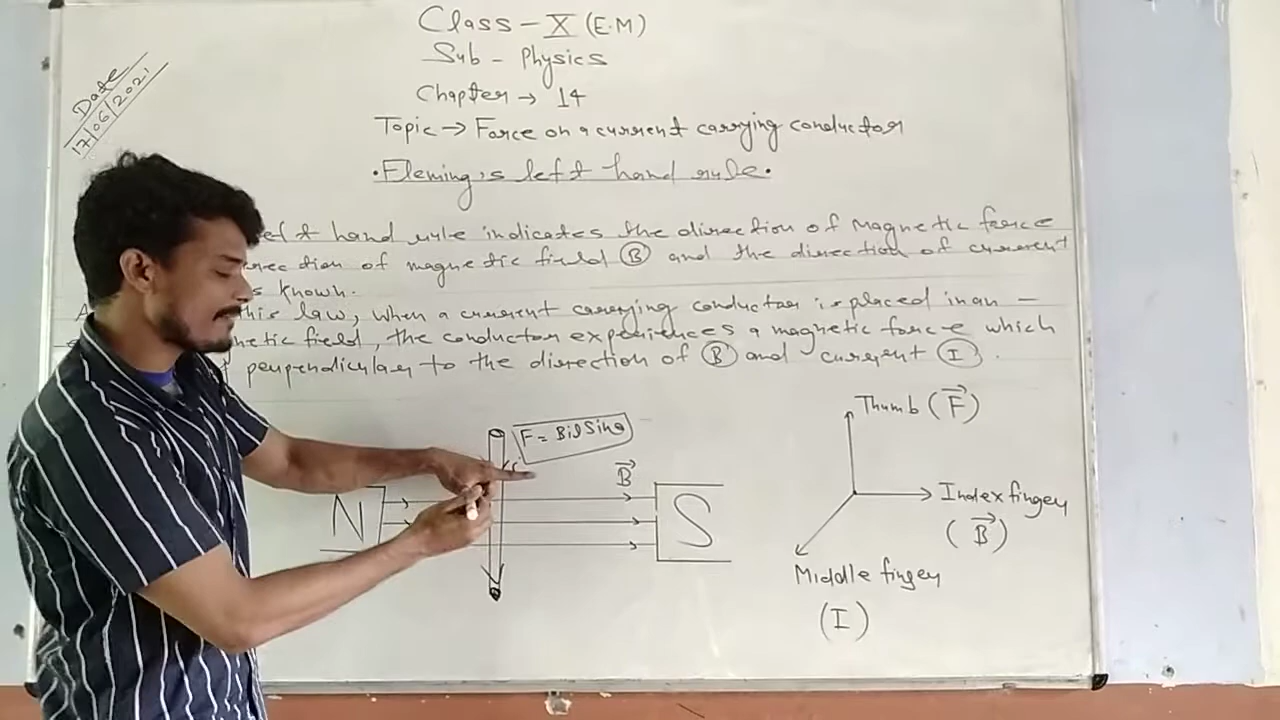 Date
17/06/2021
Class - X (E.M)
Sub - Physics
Chapter → 14
Topic → Force on a current carrying conductor
• Fleming's left hand rule •
left hand rule indicates the direction of magnetic force
direction of magnetic field B and the direction of current
is known.
this law, when a current carrying conductor is placed in an -
netic field, the conductor experiences a magnetic force which
perpendicular to the direction of B and current I.
F = Bil Sinθ
B
N
S
Thumb (F)
Index finger
(B)
Middle finger
(I)